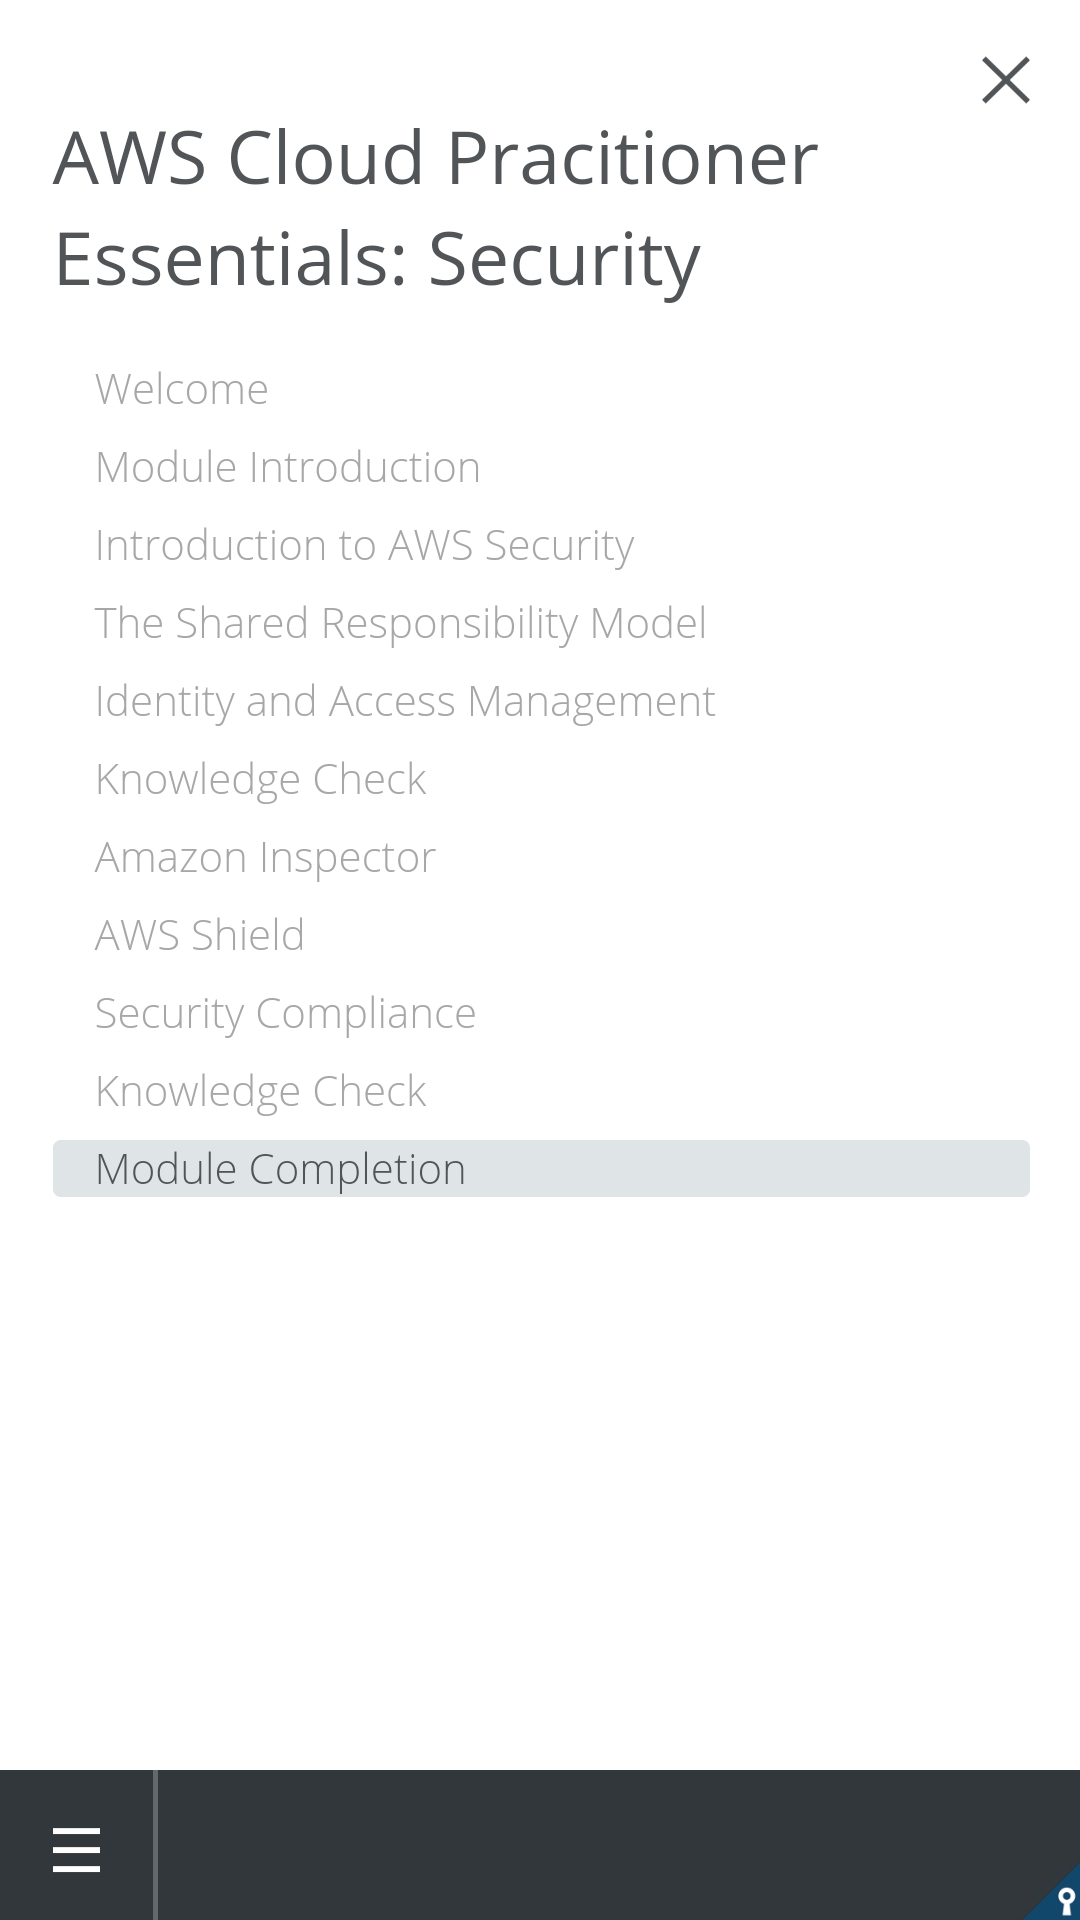 AWS Cloud Pracitioner
Essentials: Security
Welcome
Module Introduction
Introduction to AWS Security
The Shared Responsibility Model
Identity and Access Management
Knowledge Check
Amazon Inspector
AWS Shield
Security Compliance
Knowledge Check
Module Completion